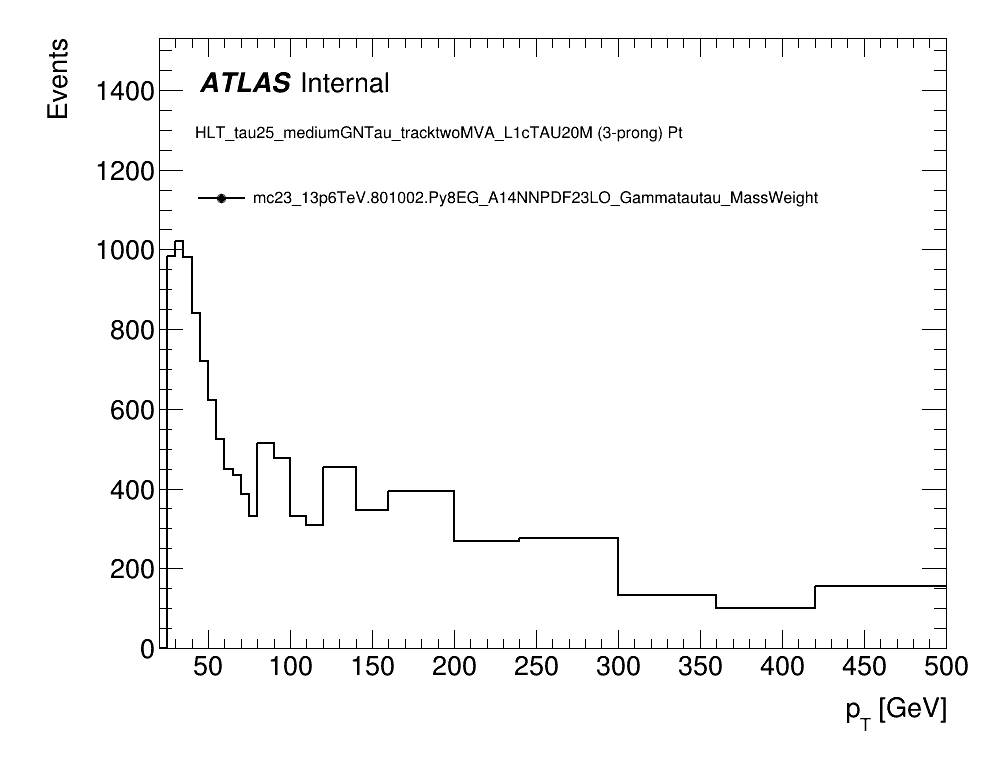 Events
1400
1200
1000
800
600
400
200
0
ATLAS Internal
HLT_tau25_mediumGNTau_tracktwoMVA_L1cTAU20M (3-prong) Pt
mc23_13p6TeV.801002.Py8EG_A14NNPDF23LO_Gammatautau_MassWeight
50 100 150 200 250 300 350 400 450 500
p_T [GeV]